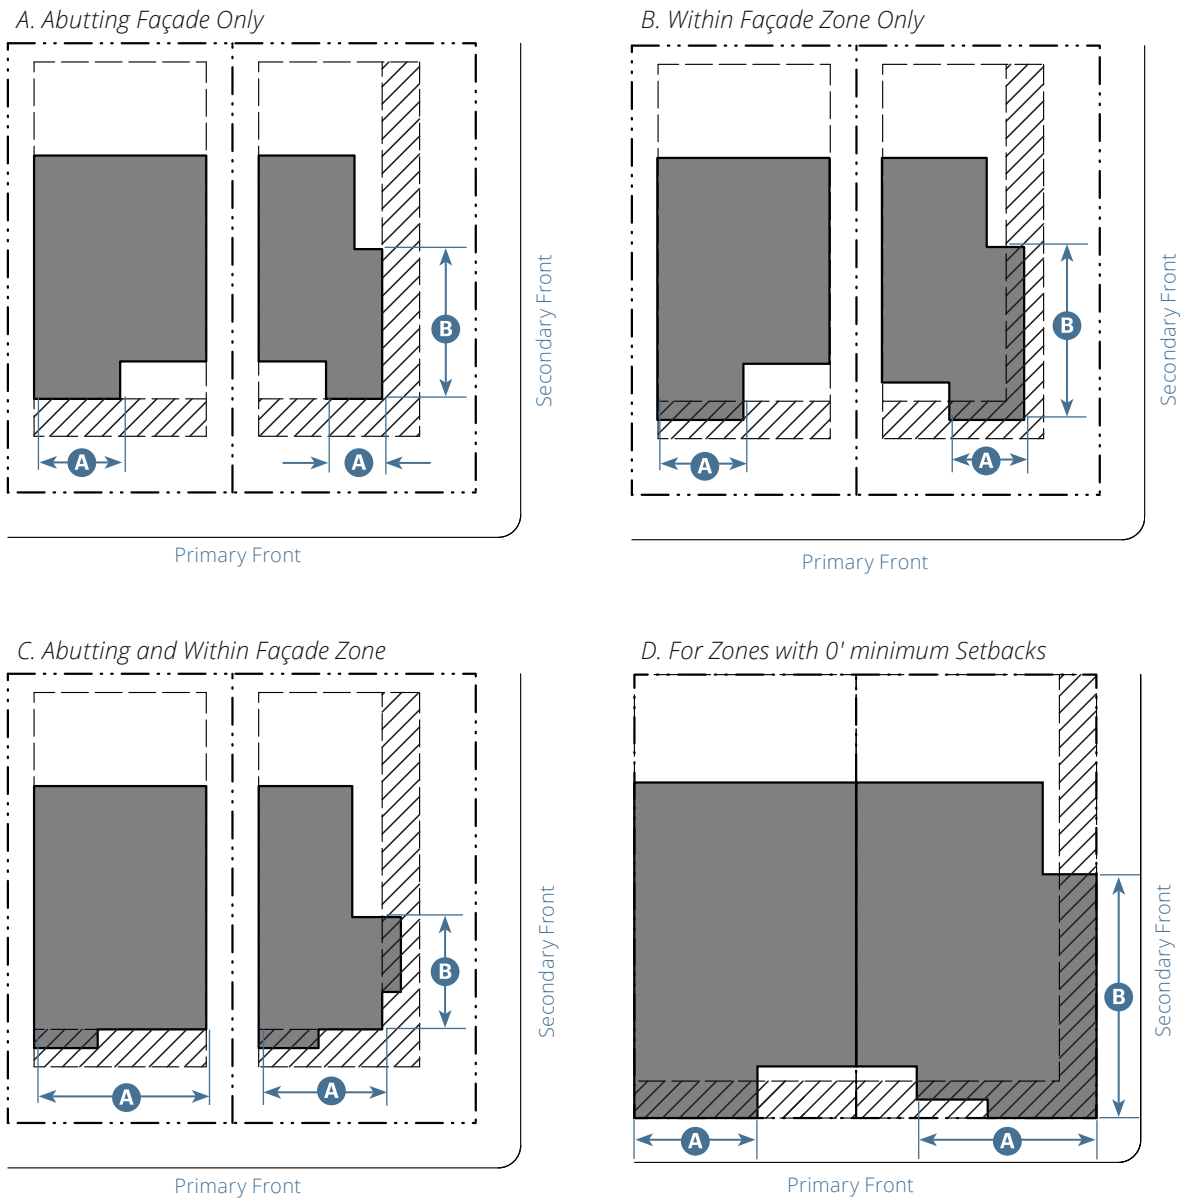 A. Abutting Façade Only
B
A
A
Secondary Front
Primary Front
B. Within Façade Zone Only
B
A
A
Secondary Front
Primary Front
C. Abutting and Within Façade Zone
B
A
A
Secondary Front
Primary Front
D. For Zones with 0' minimum Setbacks
B
A
A
Secondary Front
Primary Front